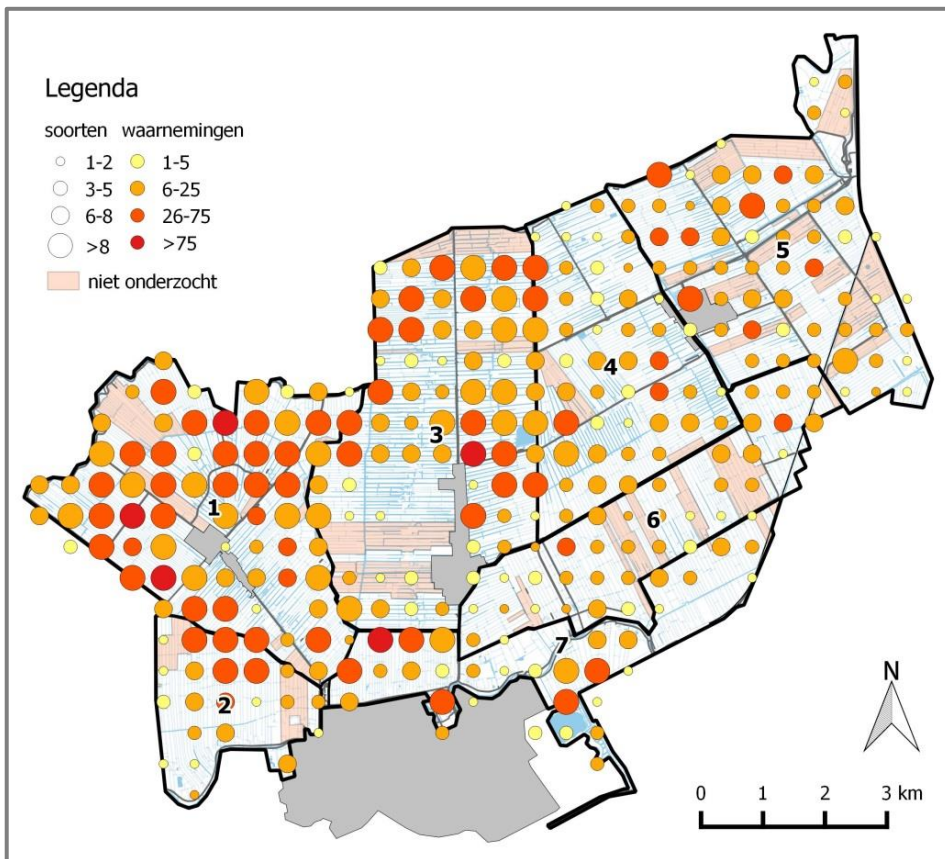 Legenda
soorten waarnemingen
1-2 1-5
3-5 6-25
6-8 26-75
>8 >75
niet onderzocht
5
4
3
1
6
7
2
N
0 1 2 3 km